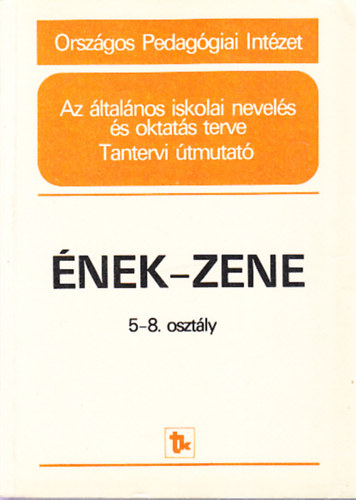 Országos Pedagógiai Intézet
Az általános iskolai nevelés
és oktatás terve
Tantervi útmutató
ÉNEK-ZENE
5-8. osztály
tk